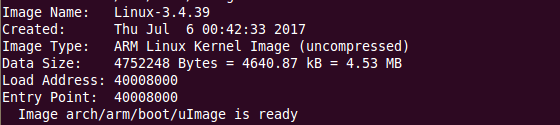 Image Name:   Linux-3.4.39
Created:      Thu Jul  6 00:42:33 2017
Image Type:   ARM Linux Kernel Image (uncompressed)
Data Size:    4752248 Bytes = 4640.87 kB = 4.53 MB
Load Address: 40008000
Entry Point:  40008000
  Image arch/arm/boot/uImage is ready